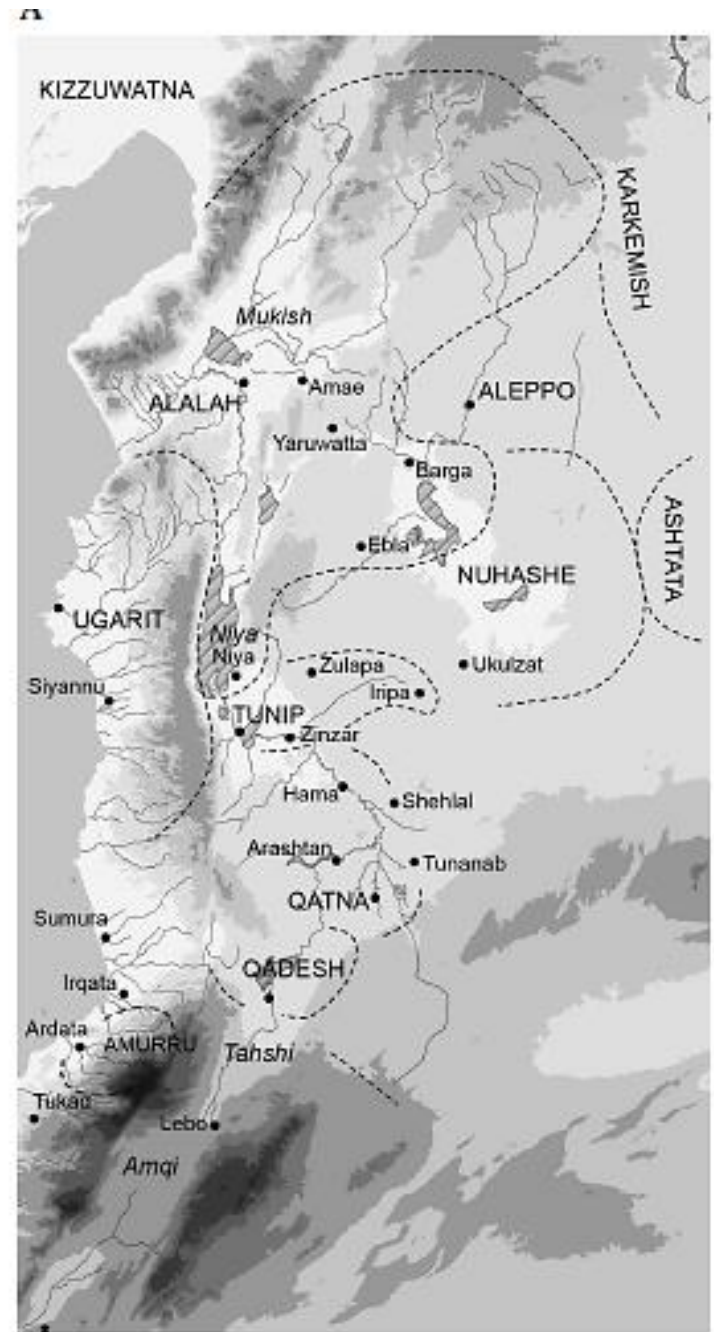 A
KIZZUWATNA
KARKEMISH
Mukish
ALALAH
Amae
ALEPPO
Yaruwatta
Barga
ASHTATA
Ebla
NUHASHE
UGARIT
Niya
Niya
Zulapa
Ukulzat
Siyannu
Iripa
TUNIP
Zinzar
Hama
Shehlal
Arashtan
Tunanab
QATNA
Sumura
QADESH
Irqata
Ardata
AMURRU
Tahshi
Lebo
Amqi